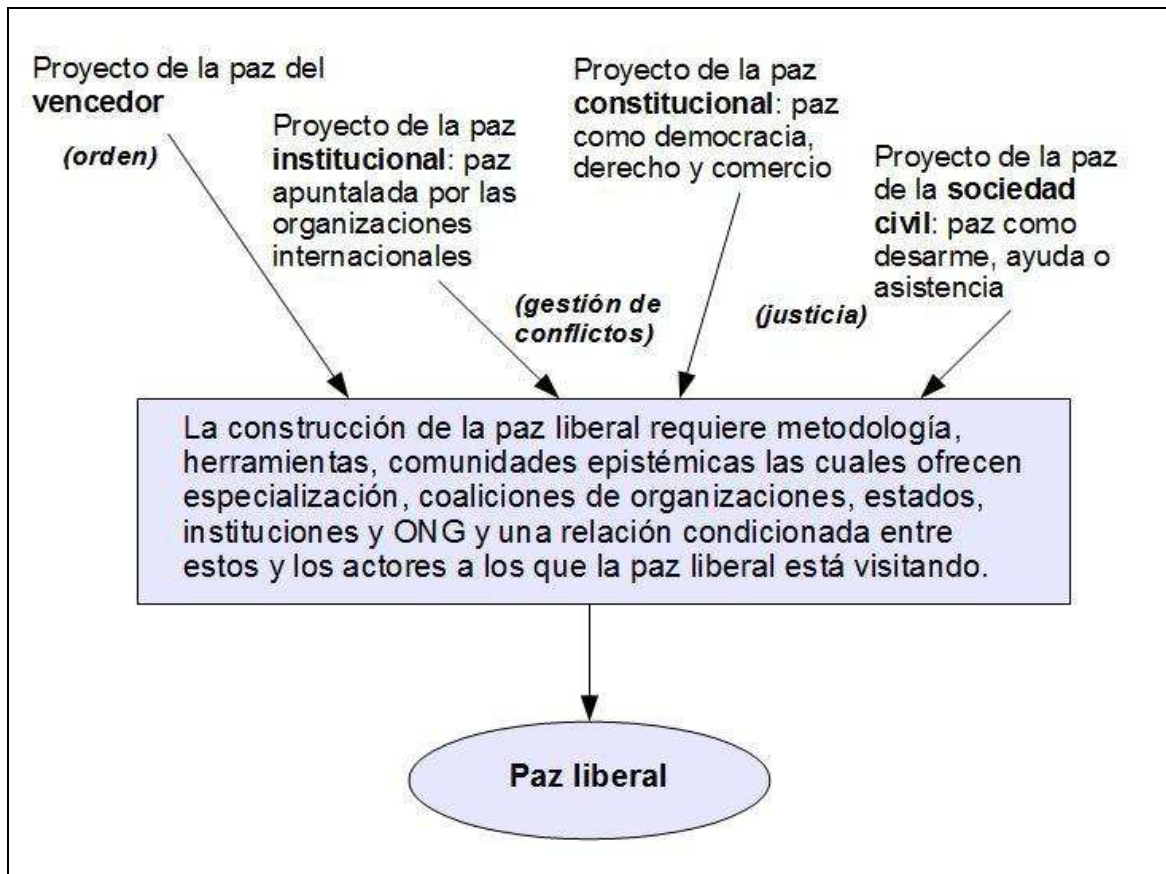 Proyecto de la paz del
vencedor
(orden)
Proyecto de la paz
institucional: paz
apuntalada por las
organizaciones
internacionales
(gestión de
conflictos)
Proyecto de la paz
constitucional: paz
como democracia,
derecho y comercio
(justicia)
Proyecto de la paz
de la sociedad
civil: paz como
desarme, ayuda o
asistencia
La construcción de la paz liberal requiere metodología,
herramientas, comunidades epistémicas las cuales ofrecen
especialización, coaliciones de organizaciones, estados,
instituciones y ONG y una relación condicionada entre
estos y los actores a los que la paz liberal está visitando.
Paz liberal